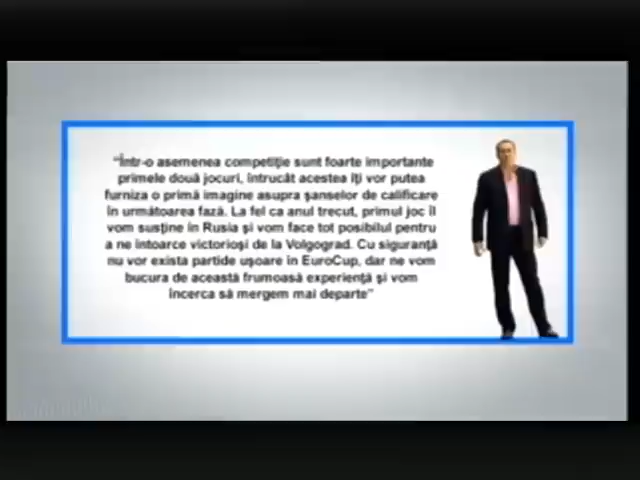 "Într-o asemenea competiţie sunt foarte importante
primele două jocuri, întrucât acestea îţi vor putea
furniza o primă imagine asupra şanselor de calificare
în următoarea fază. La fel ca anul trecut, primul joc îl
vom susţine în Rusia şi vom face tot posibilul pentru
a ne întoarce victorioşi de la Volgograd. Cu siguranţă
nu vor exista partide uşoare în EuroCup, dar ne vom
bucura de această frumoasă experienţă şi vom
încerca să mergem mai departe"